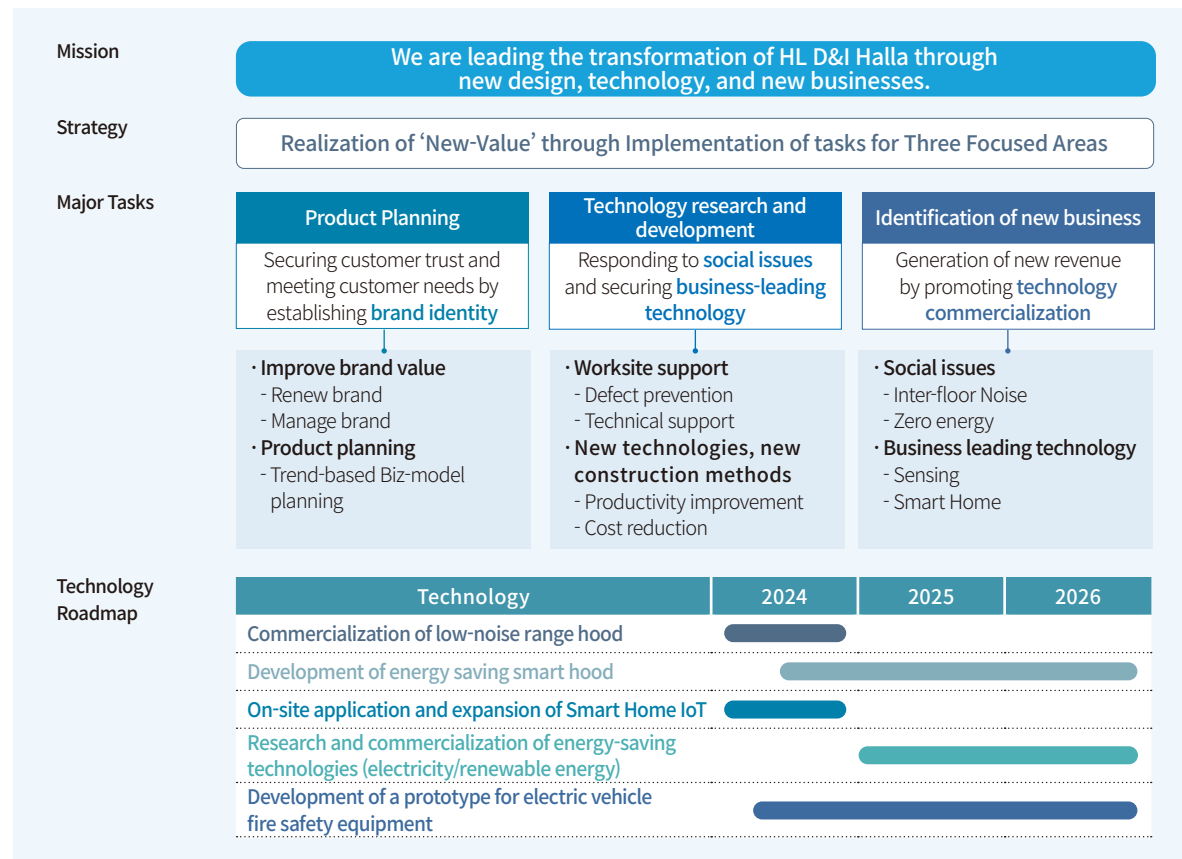 Mission
We are leading the transformation of HL D&I Halla through
new design, technology, and new businesses.
Strategy
Realization of ‘New-Value’ through Implementation of tasks for Three Focused Areas
Major Tasks
Product Planning
Securing customer trust and
meeting customer needs by
establishing brand identity
· Improve brand value
- Renew brand
- Manage brand
· Product planning
- Trend-based Biz-model
planning
Technology research and
development
Responding to social issues
and securing business-leading
technology
· Worksite support
- Defect prevention
- Technical support
· New technologies, new
construction methods
- Productivity improvement
- Cost reduction
Identification of new business
Generation of new revenue
by promoting technology
commercialization
· Social issues
- Inter-floor Noise
- Zero energy
· Business leading technology
- Sensing
- Smart Home
Technology
Roadmap
Technology 2024 2025 2026
Commercialization of low-noise range hood
Development of energy saving smart hood
On-site application and expansion of Smart Home IoT
Research and commercialization of energy-saving
technologies (electricity/renewable energy)
Development of a prototype for electric vehicle
fire safety equipment